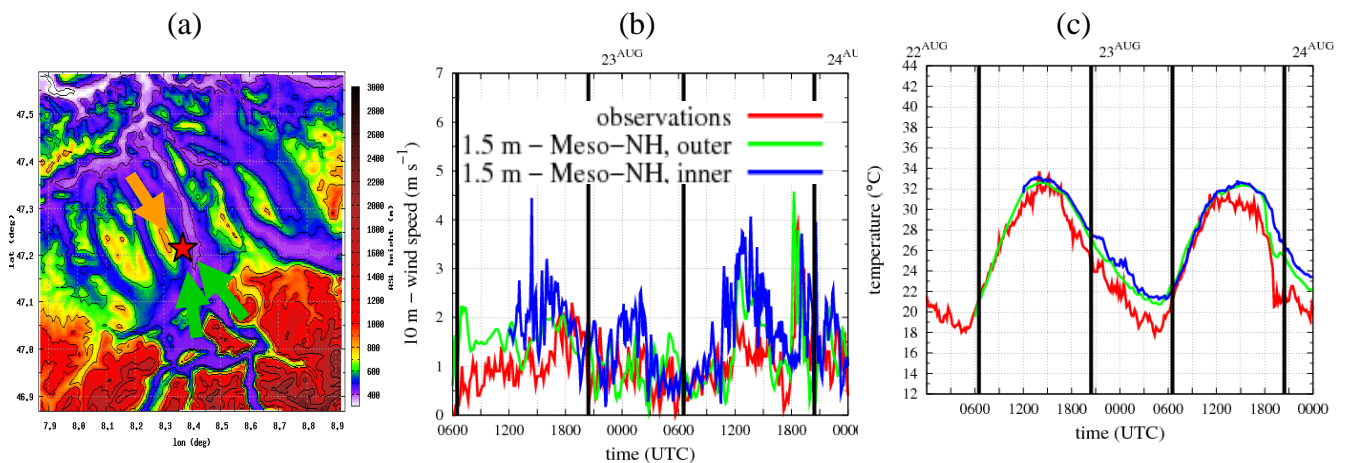 (a)
47,5
47,4
47,3
47,2
47,1
47,0
46,9
lat (deg)
7.9 8.0 8.1 8.2 8.3 8.4 8.5 8.6 8.7 8.8 8.9
lon (deg)
3000
2800
2600
2400
2200
2000
1800
1600
1400
1200
1000
800
600
400
ASL height (m)
(b)
23AUG
24AU
7
6
5
4
3
2
1
0
10 m – wind speed (m s−1)
observations
1.5 m – Meso–NH, outer
1.5 m – Meso–NH, inner
0600 1200 1800 0000 0600 1200 1800 0000
time (UTC)
(c)
22AUG
23AUG
24AUG
44
42
40
38
36
34
32
30
28
26
24
22
20
18
16
14
12
temperature (°C)
0600 1200 1800 0000 0600 1200 1800 0000
time (UTC)